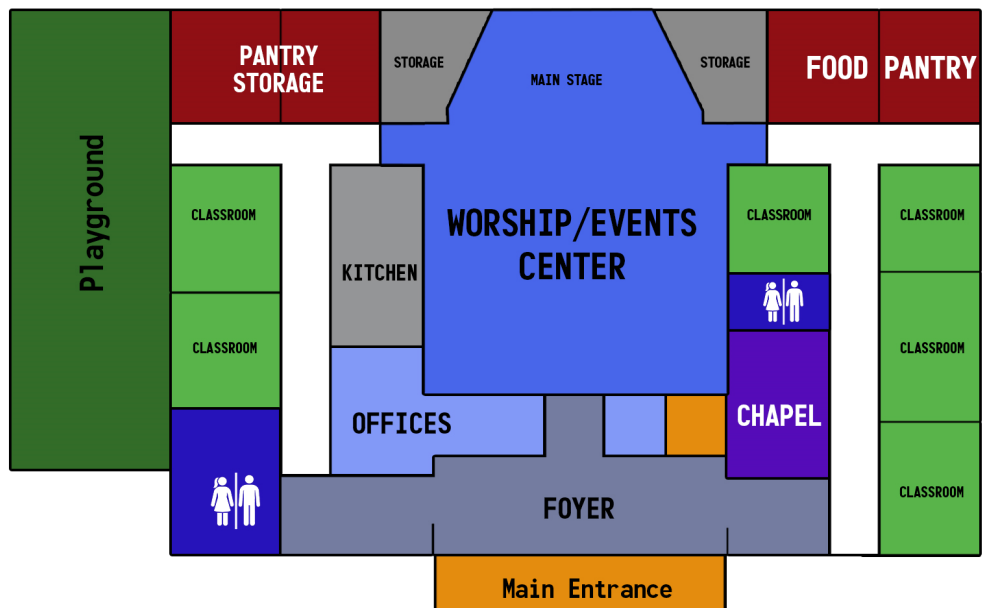 PANTRY
STORAGE
STORAGE
MAIN STAGE
STORAGE
FOOD PANTRY
Playground
CLASSROOM
WORSHIP/EVENTS
CENTER
CLASSROOM
CLASSROOM
KITCHEN
CLASSROOM
CLASSROOM
OFFICES
CHAPEL
CLASSROOM
FOYER
Main Entrance